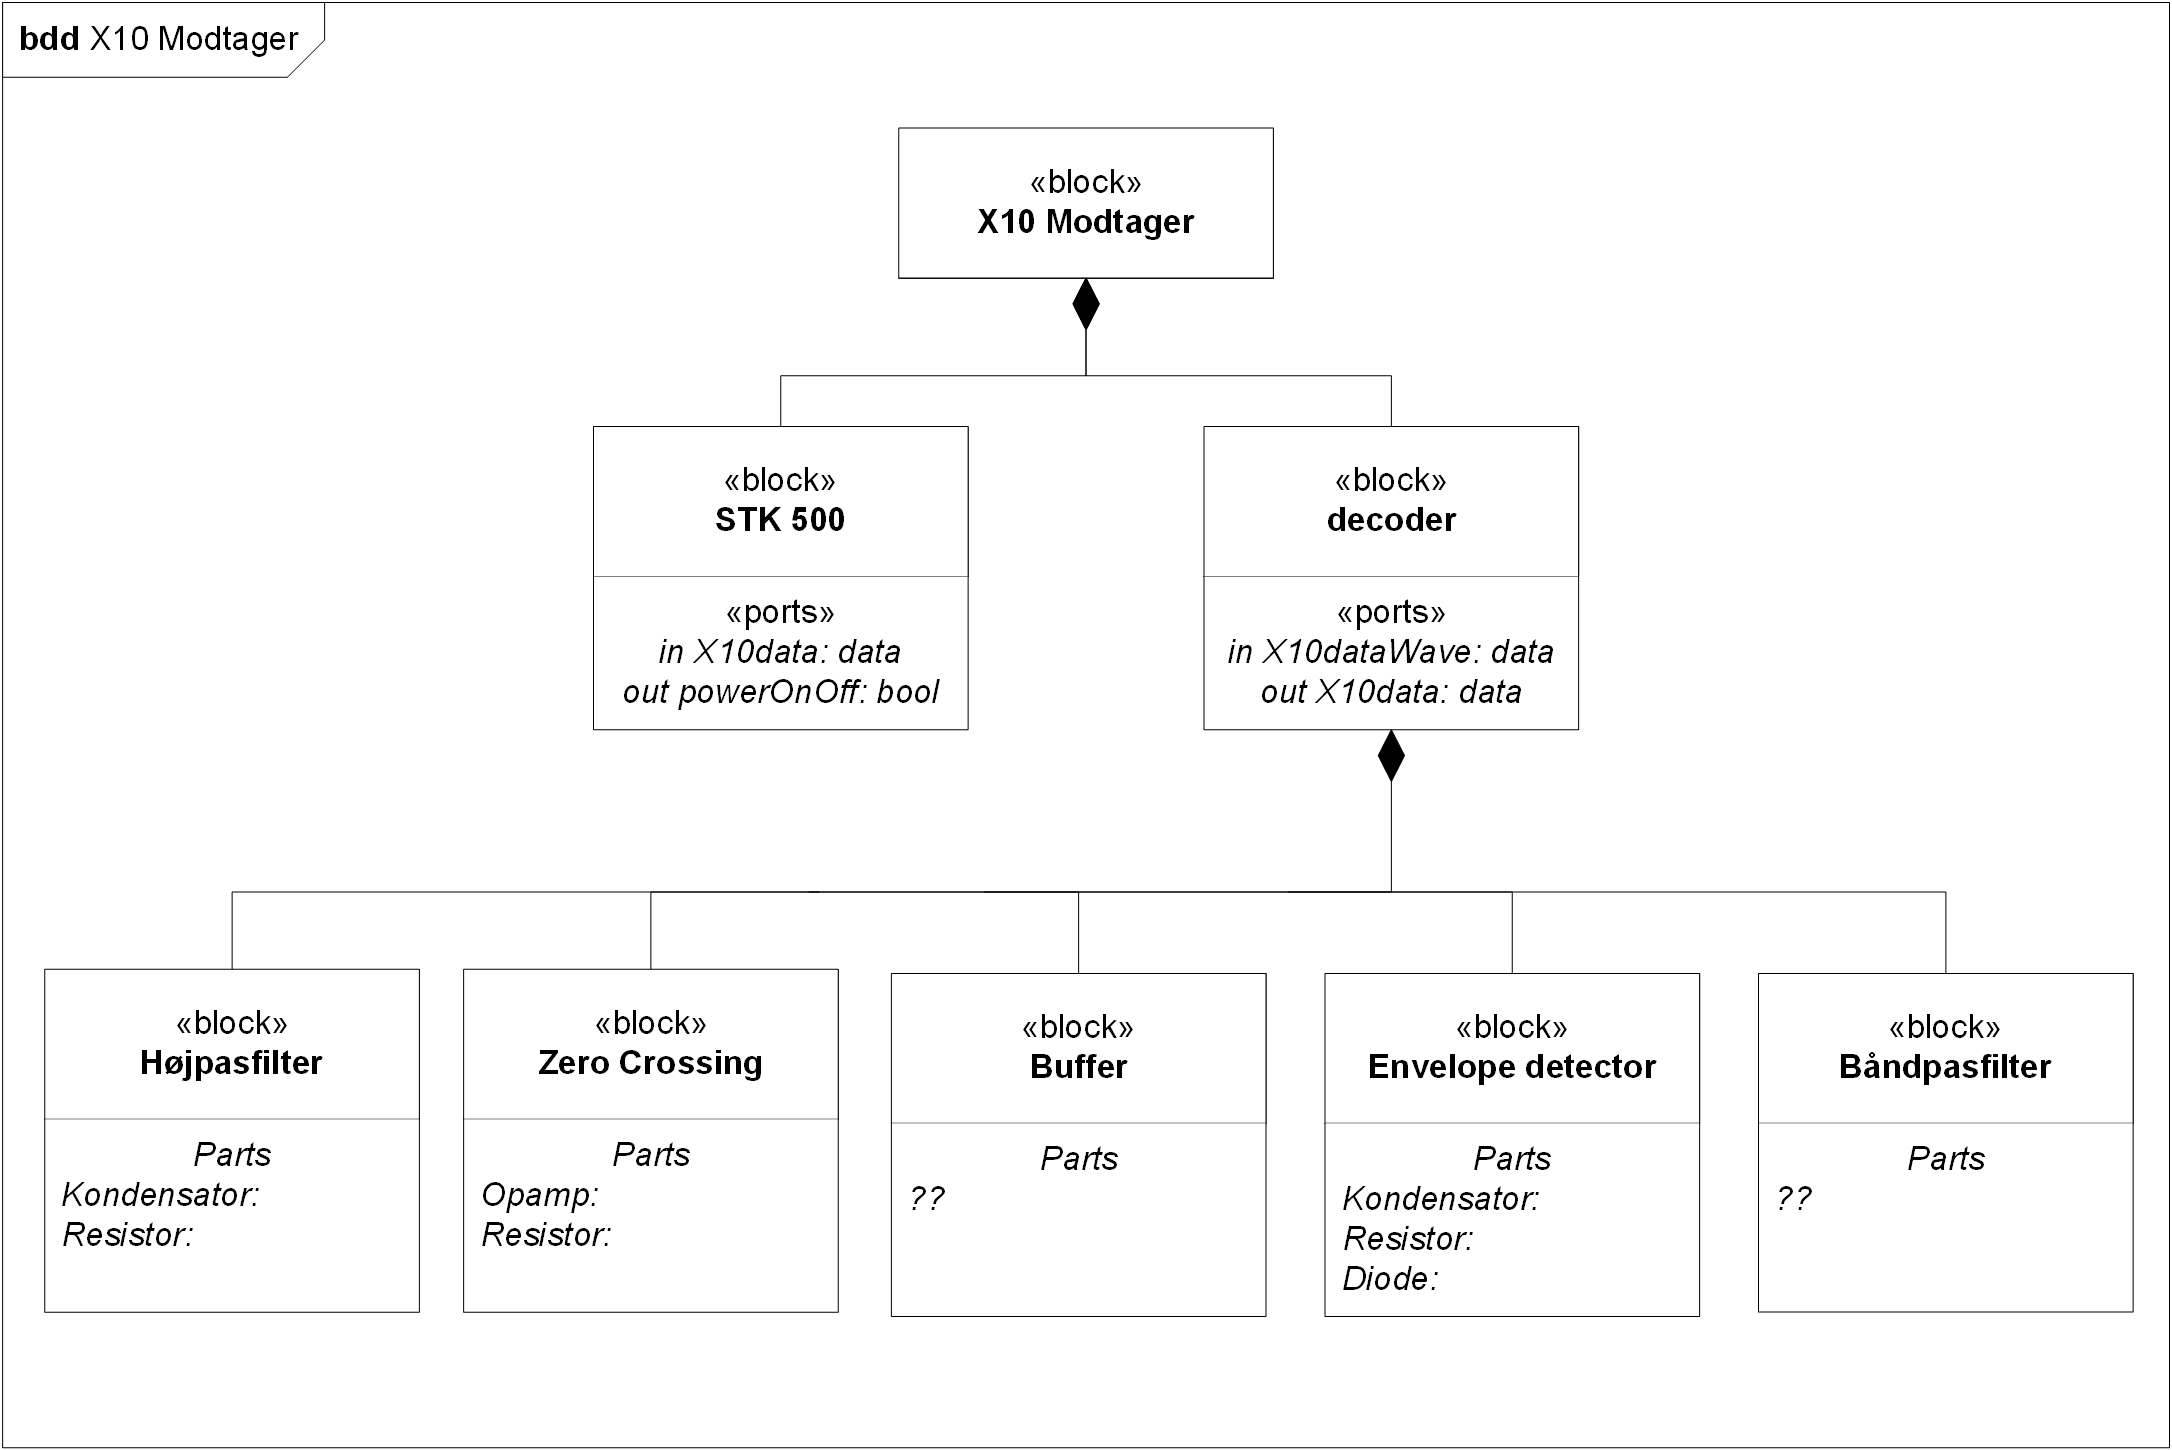 bdd X10 Modtager
«block»
X10 Modtager
«block»
STK 500
«ports»
in X10data: data
out powerOnOff: bool
«block»
decoder
«ports»
in X10dataWave: data
out X10data: data
«block»
Højpasfilter
Parts
Kondensator:
Resistor:
«block»
Zero Crossing
Parts
Opamp:
Resistor:
«block»
Buffer
Parts
??
«block»
Envelope detector
Parts
Kondensator:
Resistor:
Diode:
«block»
Båndpasfilter
Parts
??